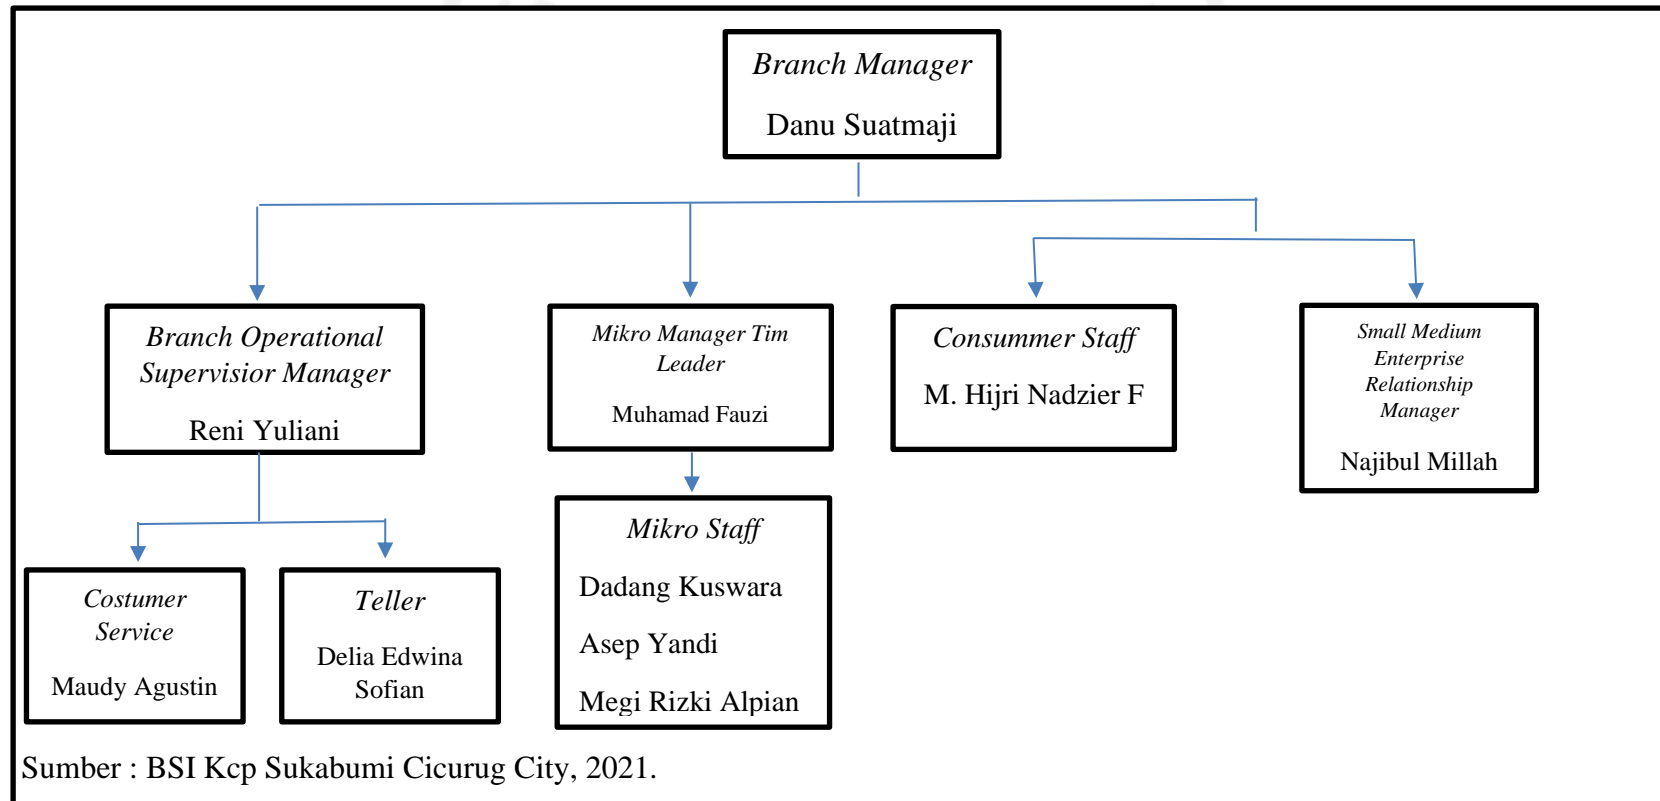 Branch Manager
Danu Suatmaji
Branch Operational
Supervisior Manager
Reni Yuliani
Mikro Manager Tim
Leader
Muhamad Fauzi
Consummer Staff
M. Hijri Nadzier F
Small Medium
Enterprise
Relationship
Manager
Najibul Millah
Costumer
Service
Maudy Agustin
Teller
Delia Edwina
Sofian
Mikro Staff
Dadang Kuswara
Asep Yandi
Megi Rizki Alpian
Sumber : BSI Kcp Sukabumi Cicurug City, 2021.